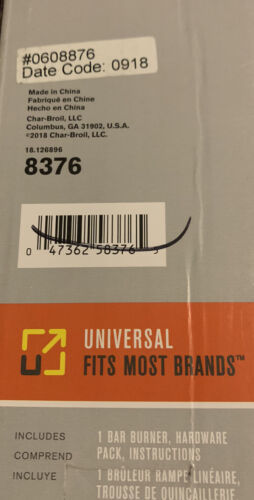 #0608876
Date Code: 0918
Made in China
Fabriqué en Chine
Hecho en China
Char-Broil, LLC
Columbus, GA 31902, U.S.A.
©2018 Char-Broil, LLC.
18.126896
8376
0 47362 58376 5
UNIVERSAL
FITS MOST BRANDS™
INCLUDES 1 BAR BURNER, HARDWARE
PACK, INSTRUCTIONS
COMPREND
INCLUYE 1 BRÛLEUR RAMPE LINÉAIRE,
TROUSSE DE QUINCAILLERIE